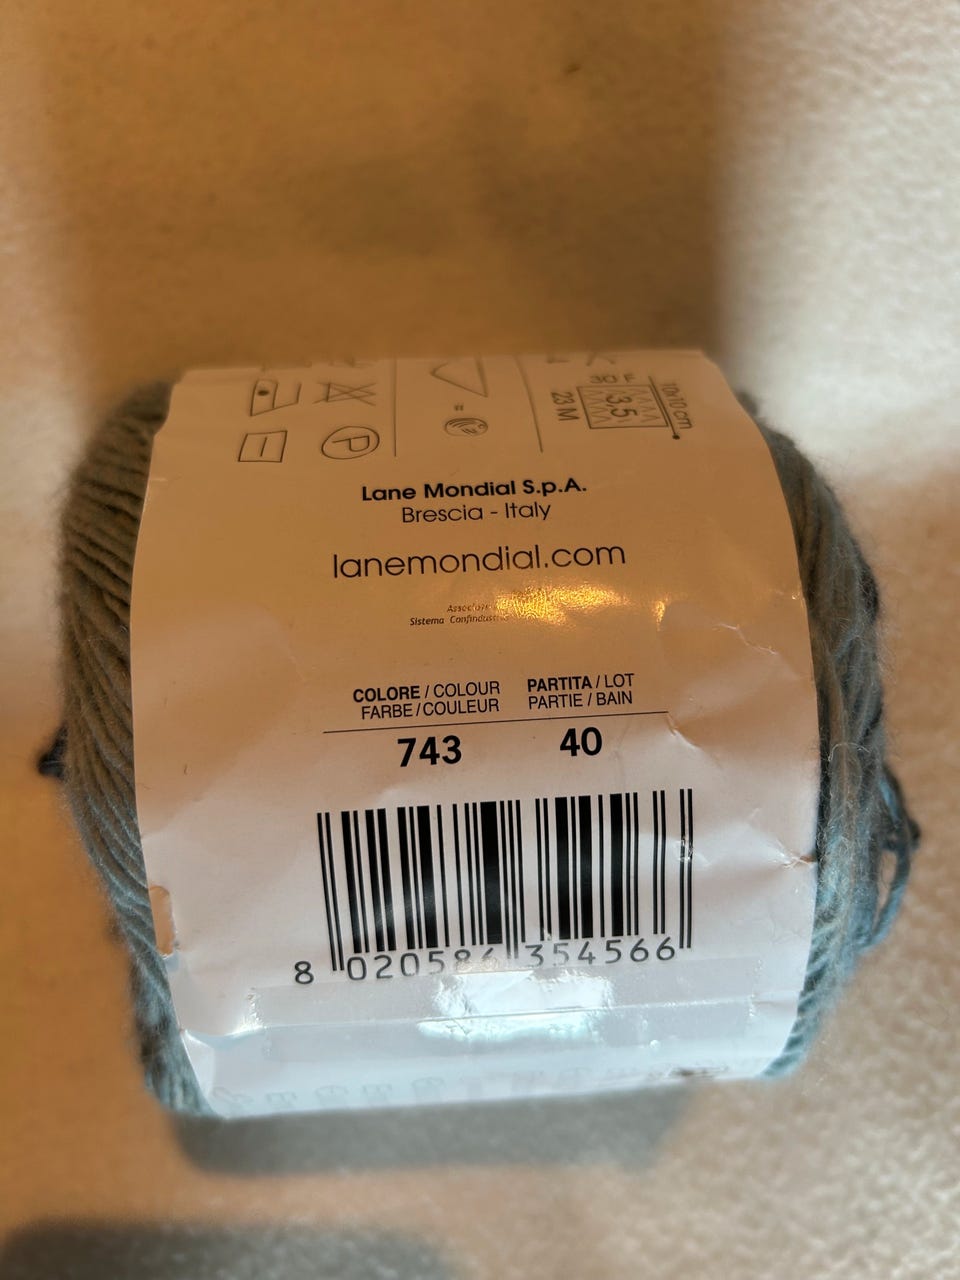 30 F
3,5
23 M
10x10 cm
P
=
Lane Mondial S.p.A.
Brescia - Italy
lanemondial.com
Sistema
COLORE / COLOUR
FARBE / COULEUR
743
PARTITA / LOT
PARTIE / BAIN
40
8 020586 354566